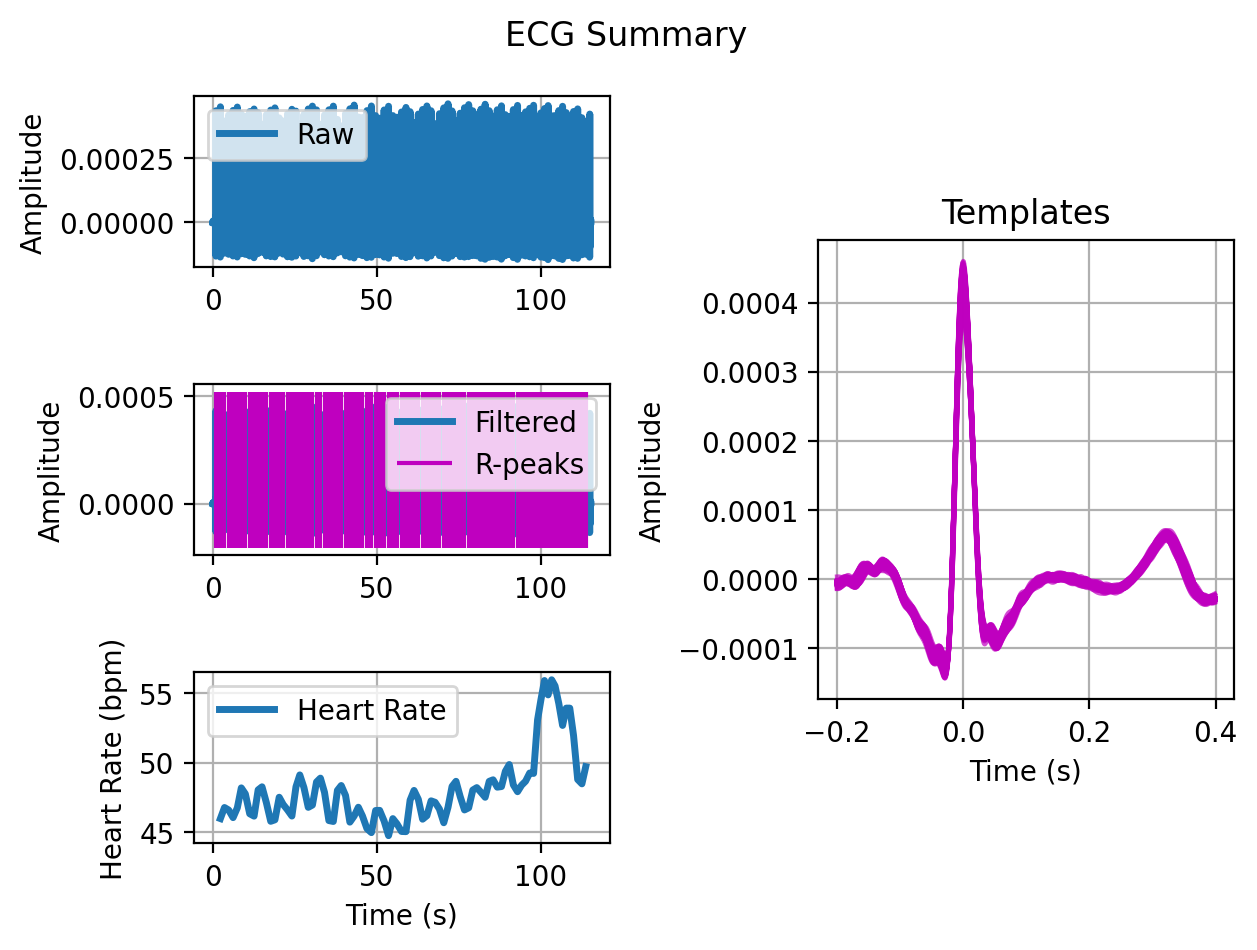 ECG Summary
Amplitude
0.00025
0.00000
Raw
0 50 100
Amplitude
0.0005
0.0000
Filtered
R-peaks
0 50 100
Heart Rate (bpm)
55
50
45
Heart Rate
0 50 100
Time (s)
Templates
Amplitude
0.0004
0.0003
0.0002
0.0001
0.0000
−0.0001
−0.2 0.0 0.2 0.4
Time (s)